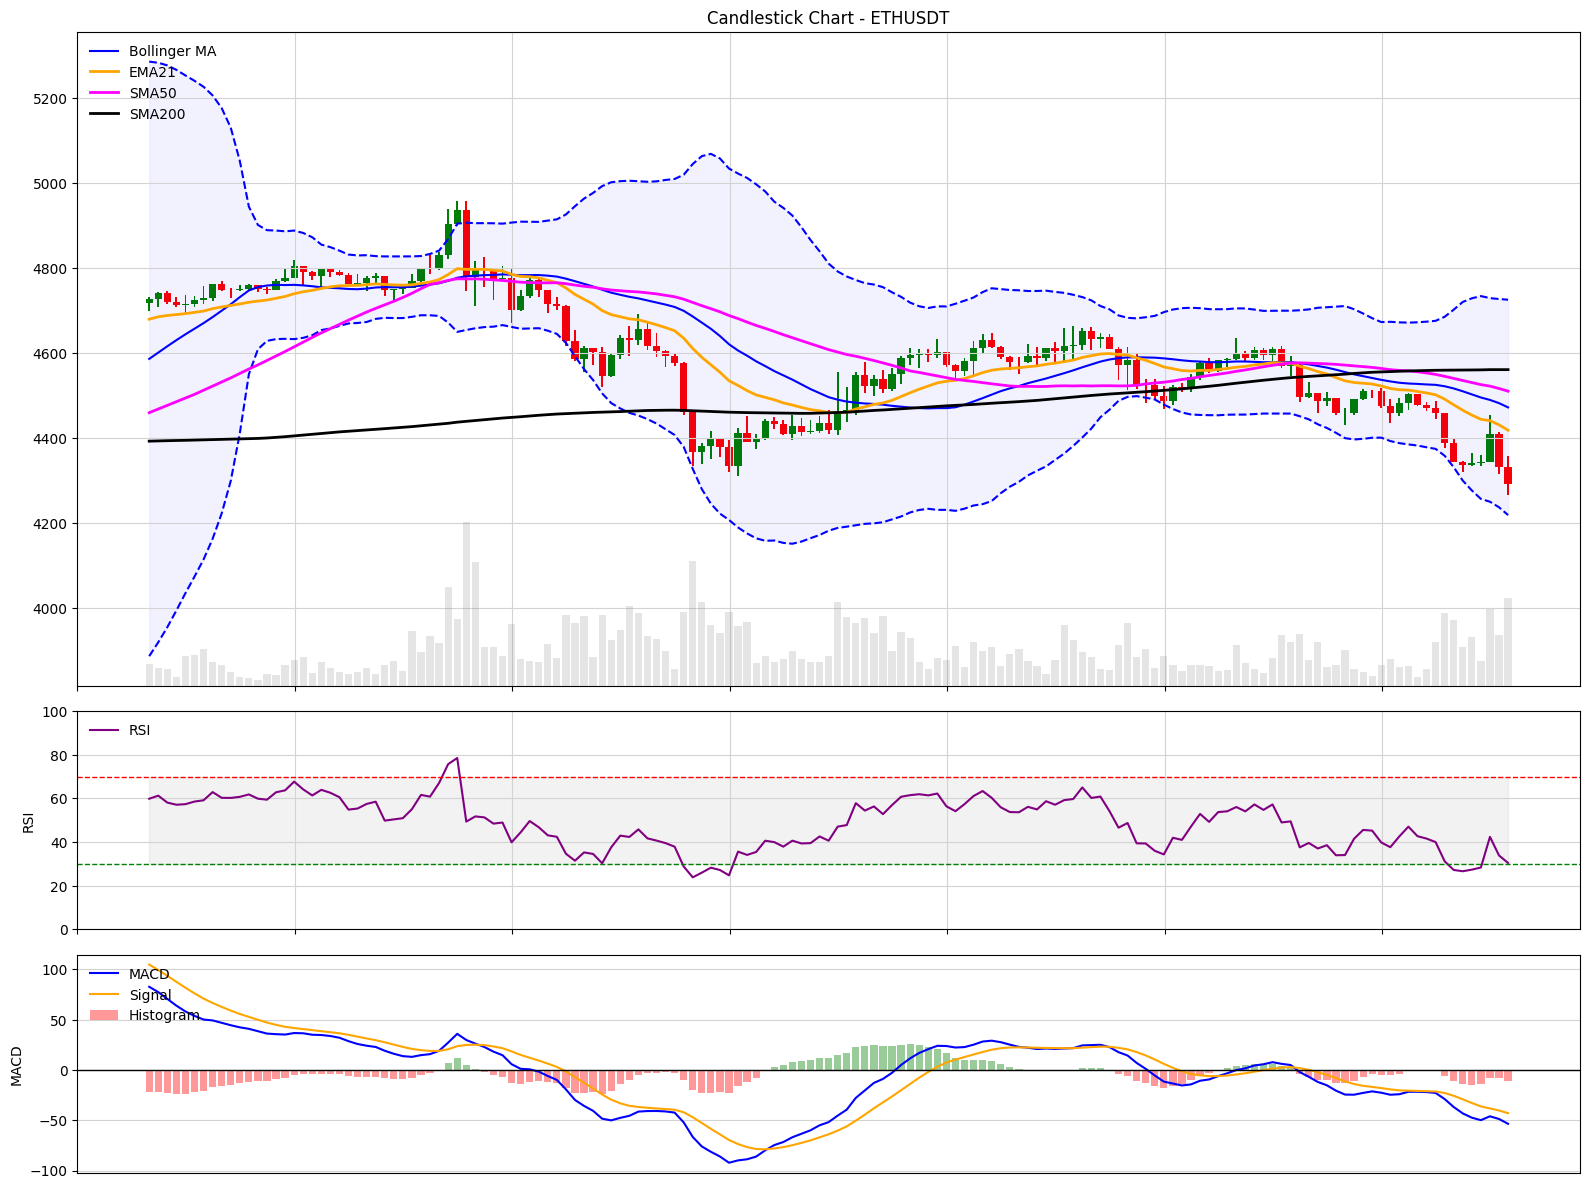 Candlestick Chart - ETHUSDT
Bollinger MA
EMA21
SMA50
SMA200
5200
5000
4800
4600
4400
4200
4000
RSI
100
80
60
40
20
0
RSI
MACD
Signal
Histogram
100
50
0
−50
−100
MACD